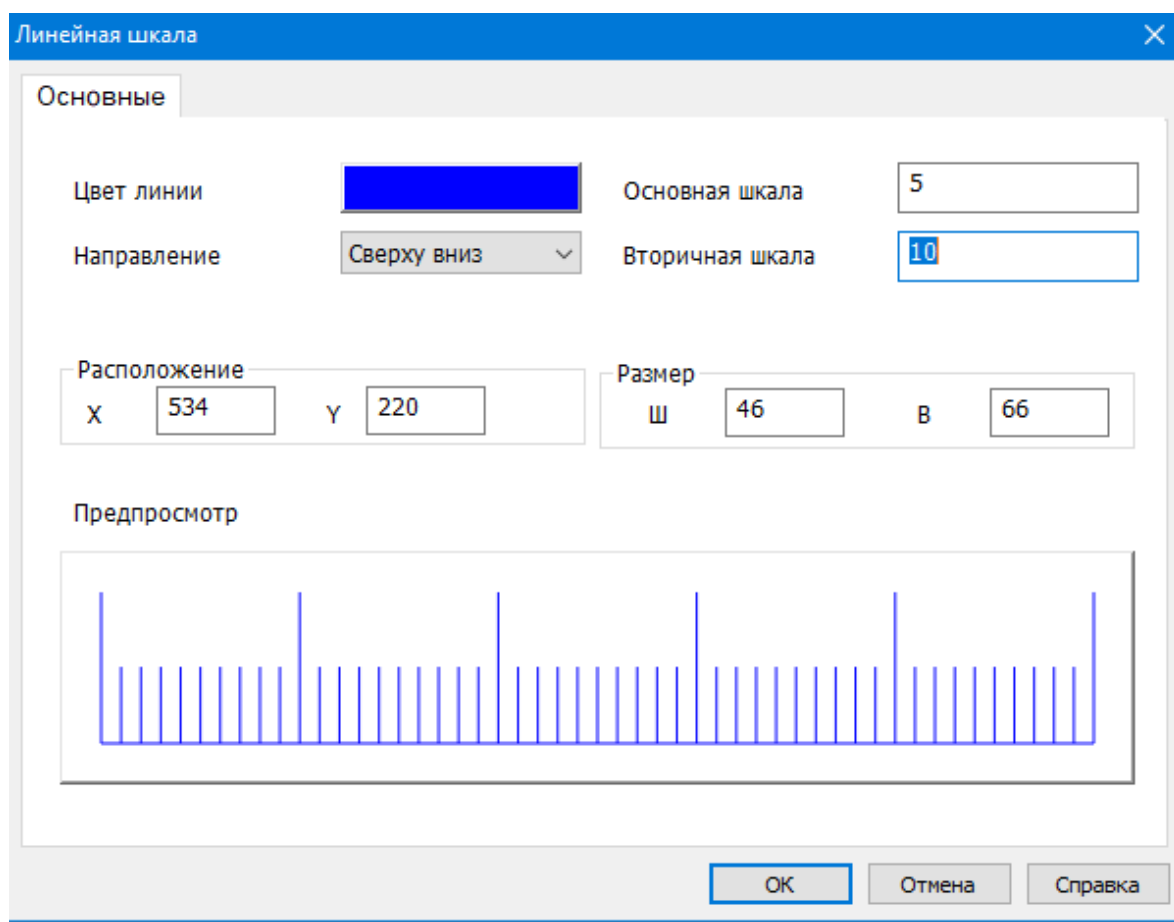 Линейная шкала
Основные
Цвет линии
Основная шкала 5
Направление Сверху вниз
Вторичная шкала 10
Расположение
X 534 Y 220
Размер
Ш 46 В 66
Предпросмотр
ОК Отмена Справка